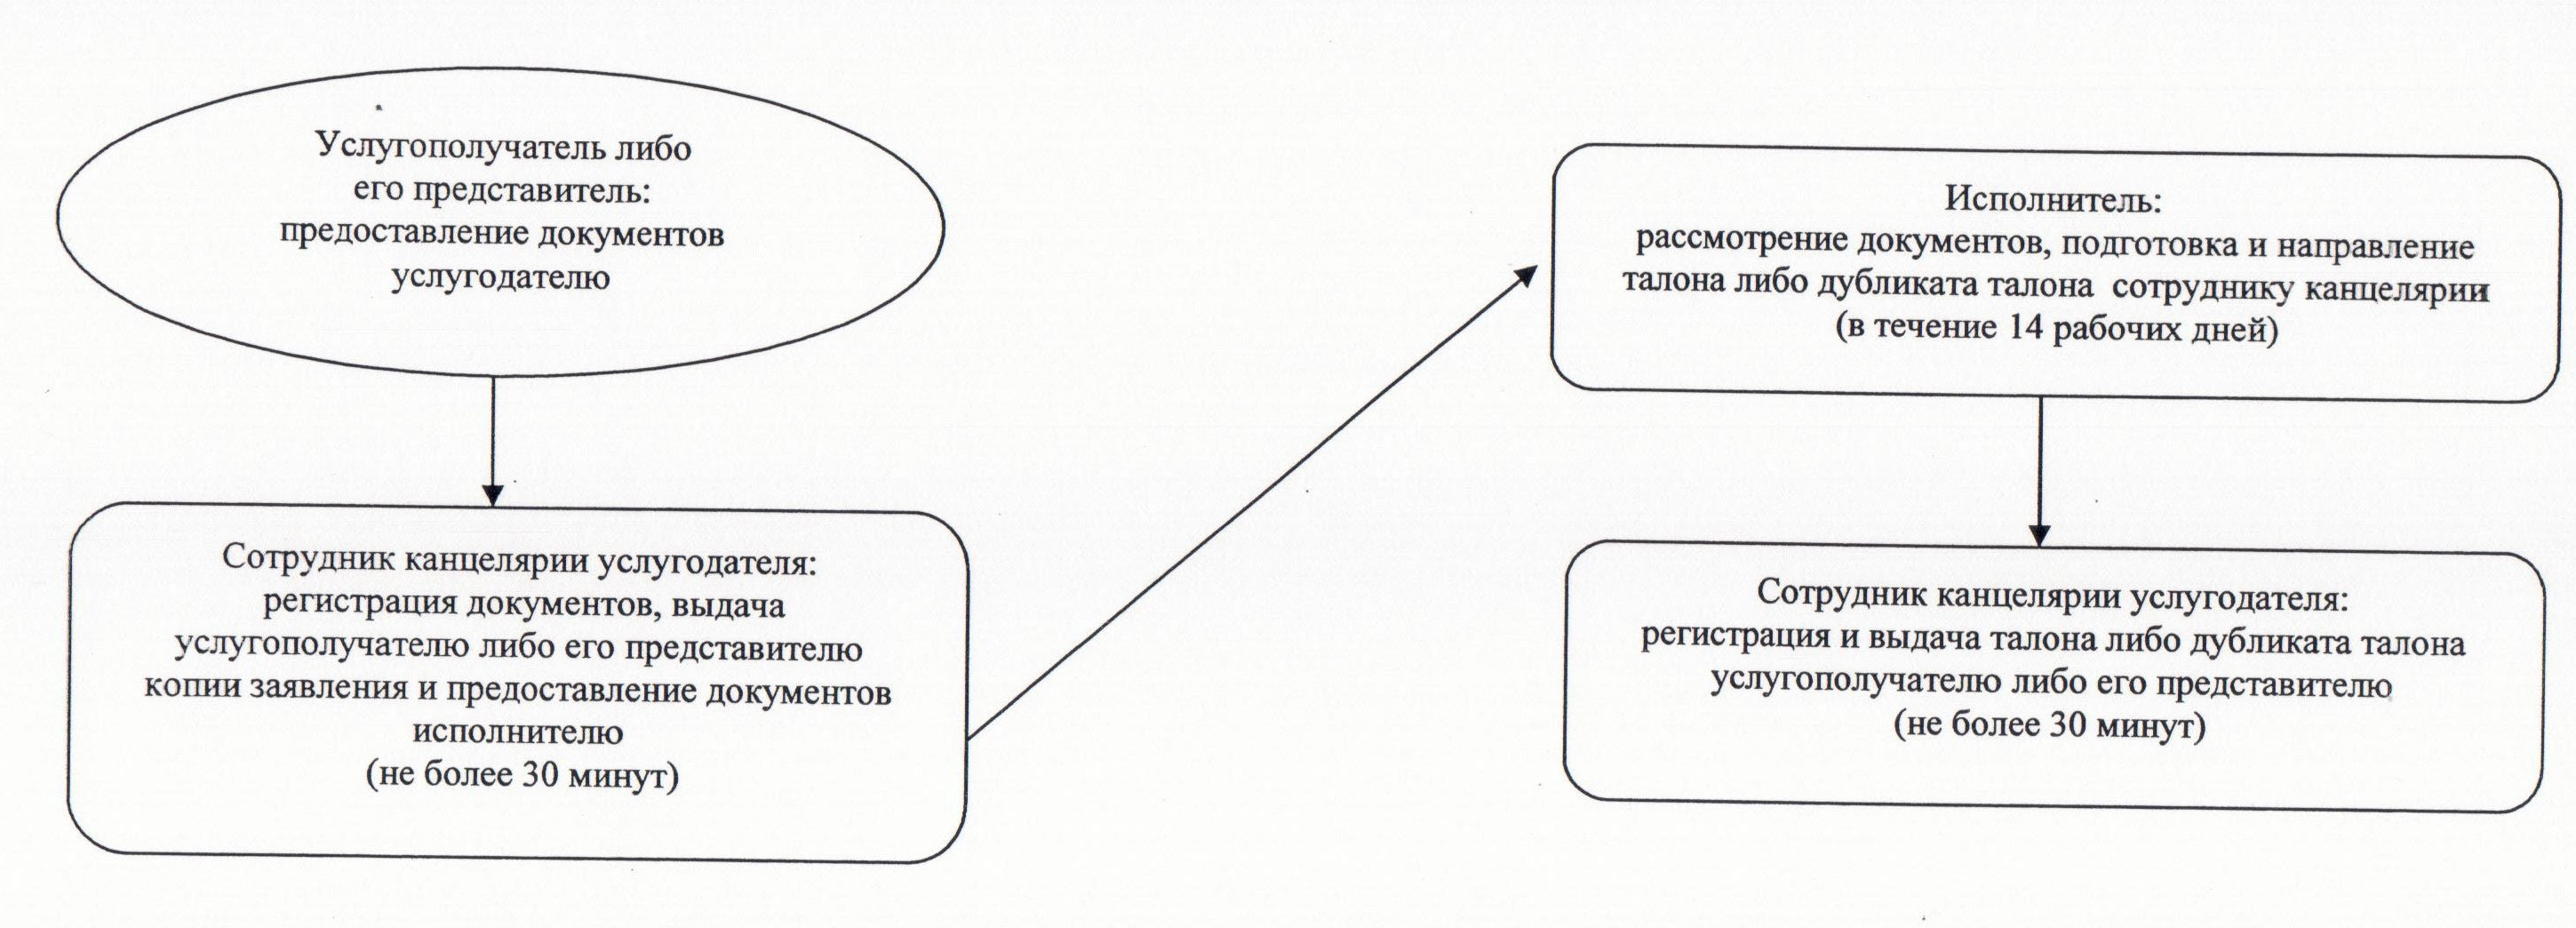 Услугополучатель либо
его представитель:
предоставление документов
услугодателю
Сотрудник канцелярии услугодателя:
регистрация документов, выдача
услугополучателю либо его представителю
копии заявления и предоставление документов
исполнителю
(не более 30 минут)
Исполнитель:
рассмотрение документов, подготовка и направление
талона либо дубликата талона сотруднику канцелярии
(в течение 14 рабочих дней)
Сотрудник канцелярии услугодателя:
регистрация и выдача талона либо дубликата талона
услугополучателю либо его представителю
(не более 30 минут)